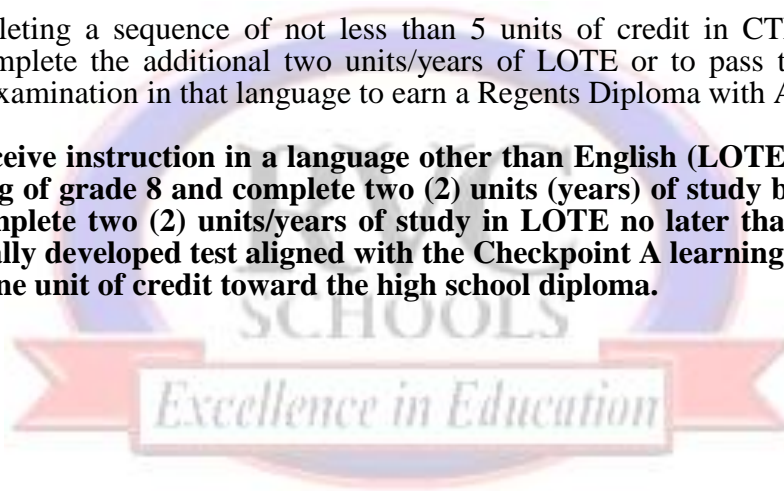 leting a sequence of not less than 5 units of credit in CT
mplete the additional two units/years of LOTE or to pass t
xamination in that language to earn a Regents Diploma with A
ceive instruction in a language other than English (LOTE
g of grade 8 and complete two (2) units (years) of study b
mplete two (2) units/years of study in LOTE no later tha
lly developed test aligned with the Checkpoint A learning
ne unit of credit toward the high school diploma.
RVC
SCHOOLS
Excellence in Education